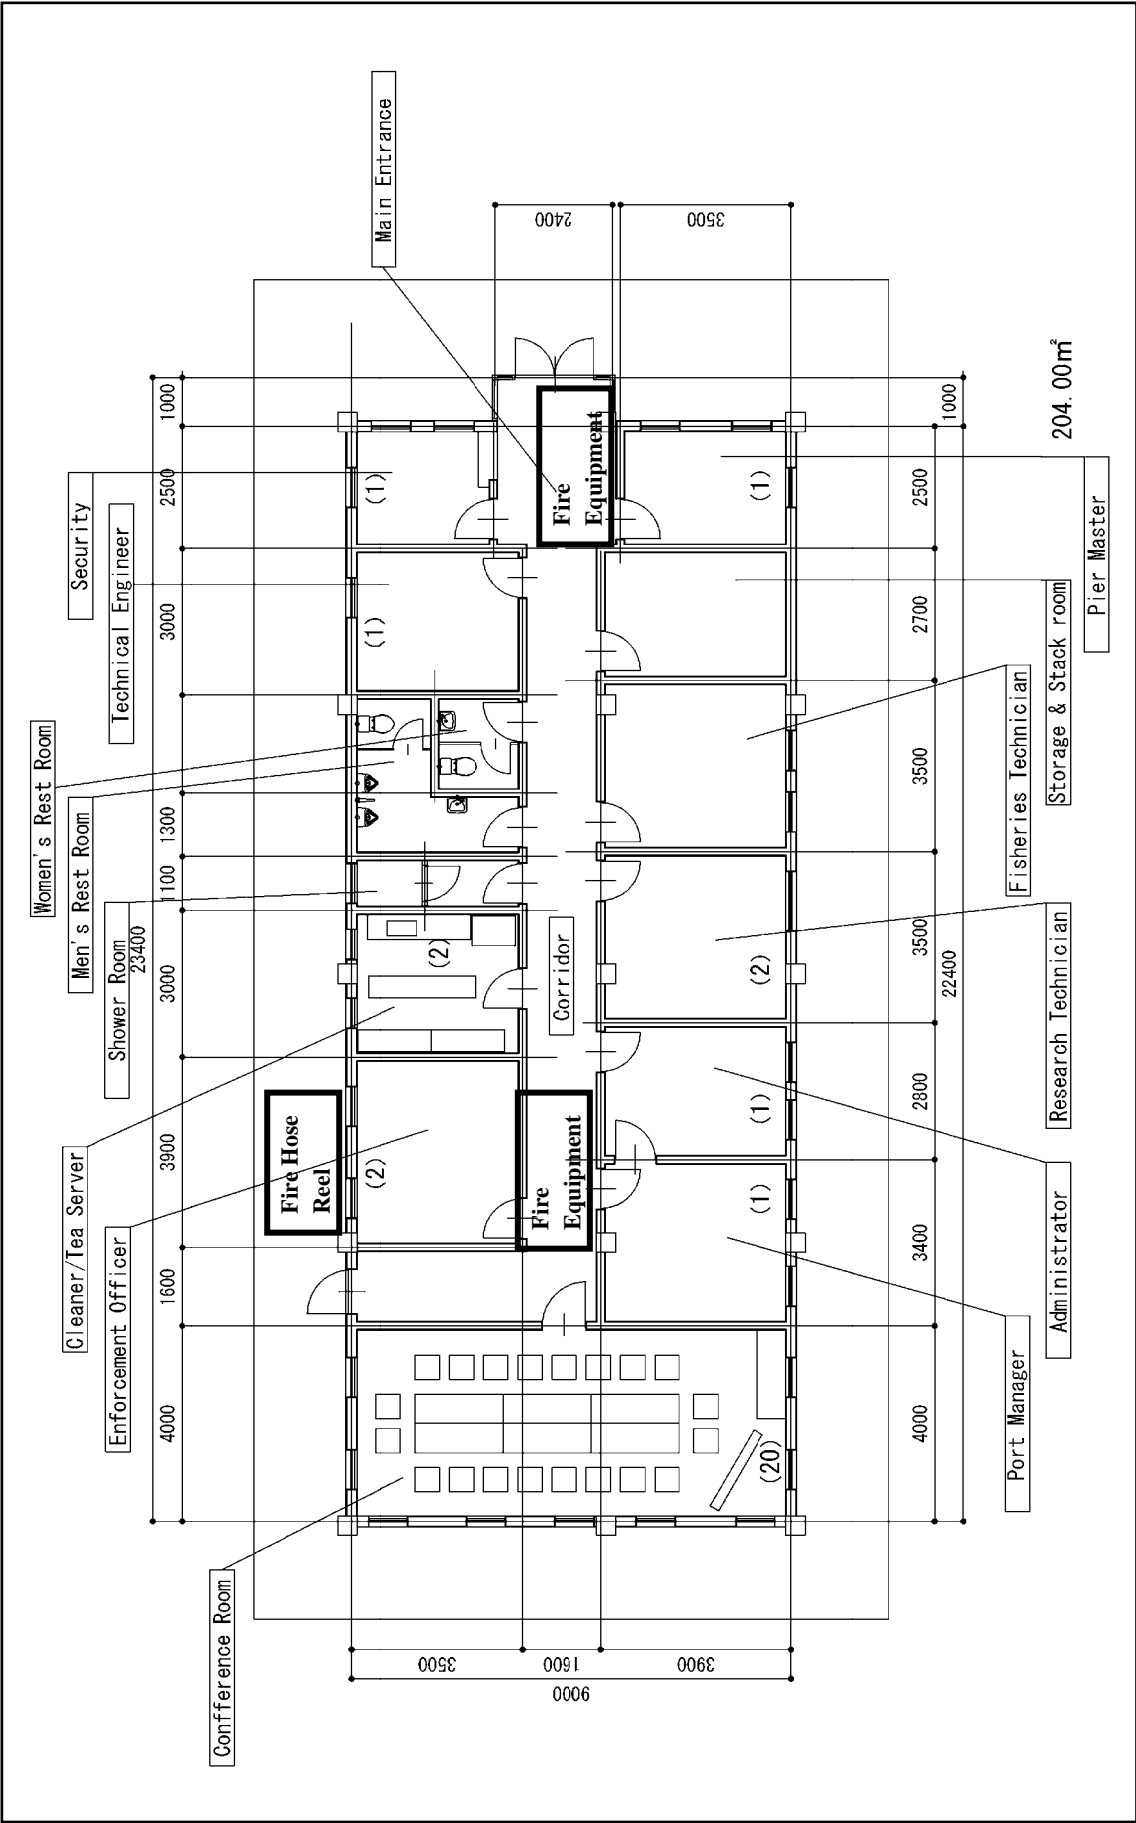 Women's Rest Room
Cleaner/Tea Server
Men's Rest Room
Security
Enforcement Officer
Shower Room
Technical Engineer
23400
4000
1600
3900
3000
1100
1300
3000
2500
1000
Confference Room
Fire Hose
Reel
Main Entrance
(2)
(1)
(1)
(2)
3500
1600
3900
9000
Fire
Equipment
Corridor
Fire
Equipment
2400
3500
(20)
(1)
(1)
(2)
(1)
4000
3400
2800
3500
3500
2700
2500
1000
22400
Port Manager
Administrator
Research Technician
Fisheries Technician
Storage & Stack room
Pier Master
204.00㎡